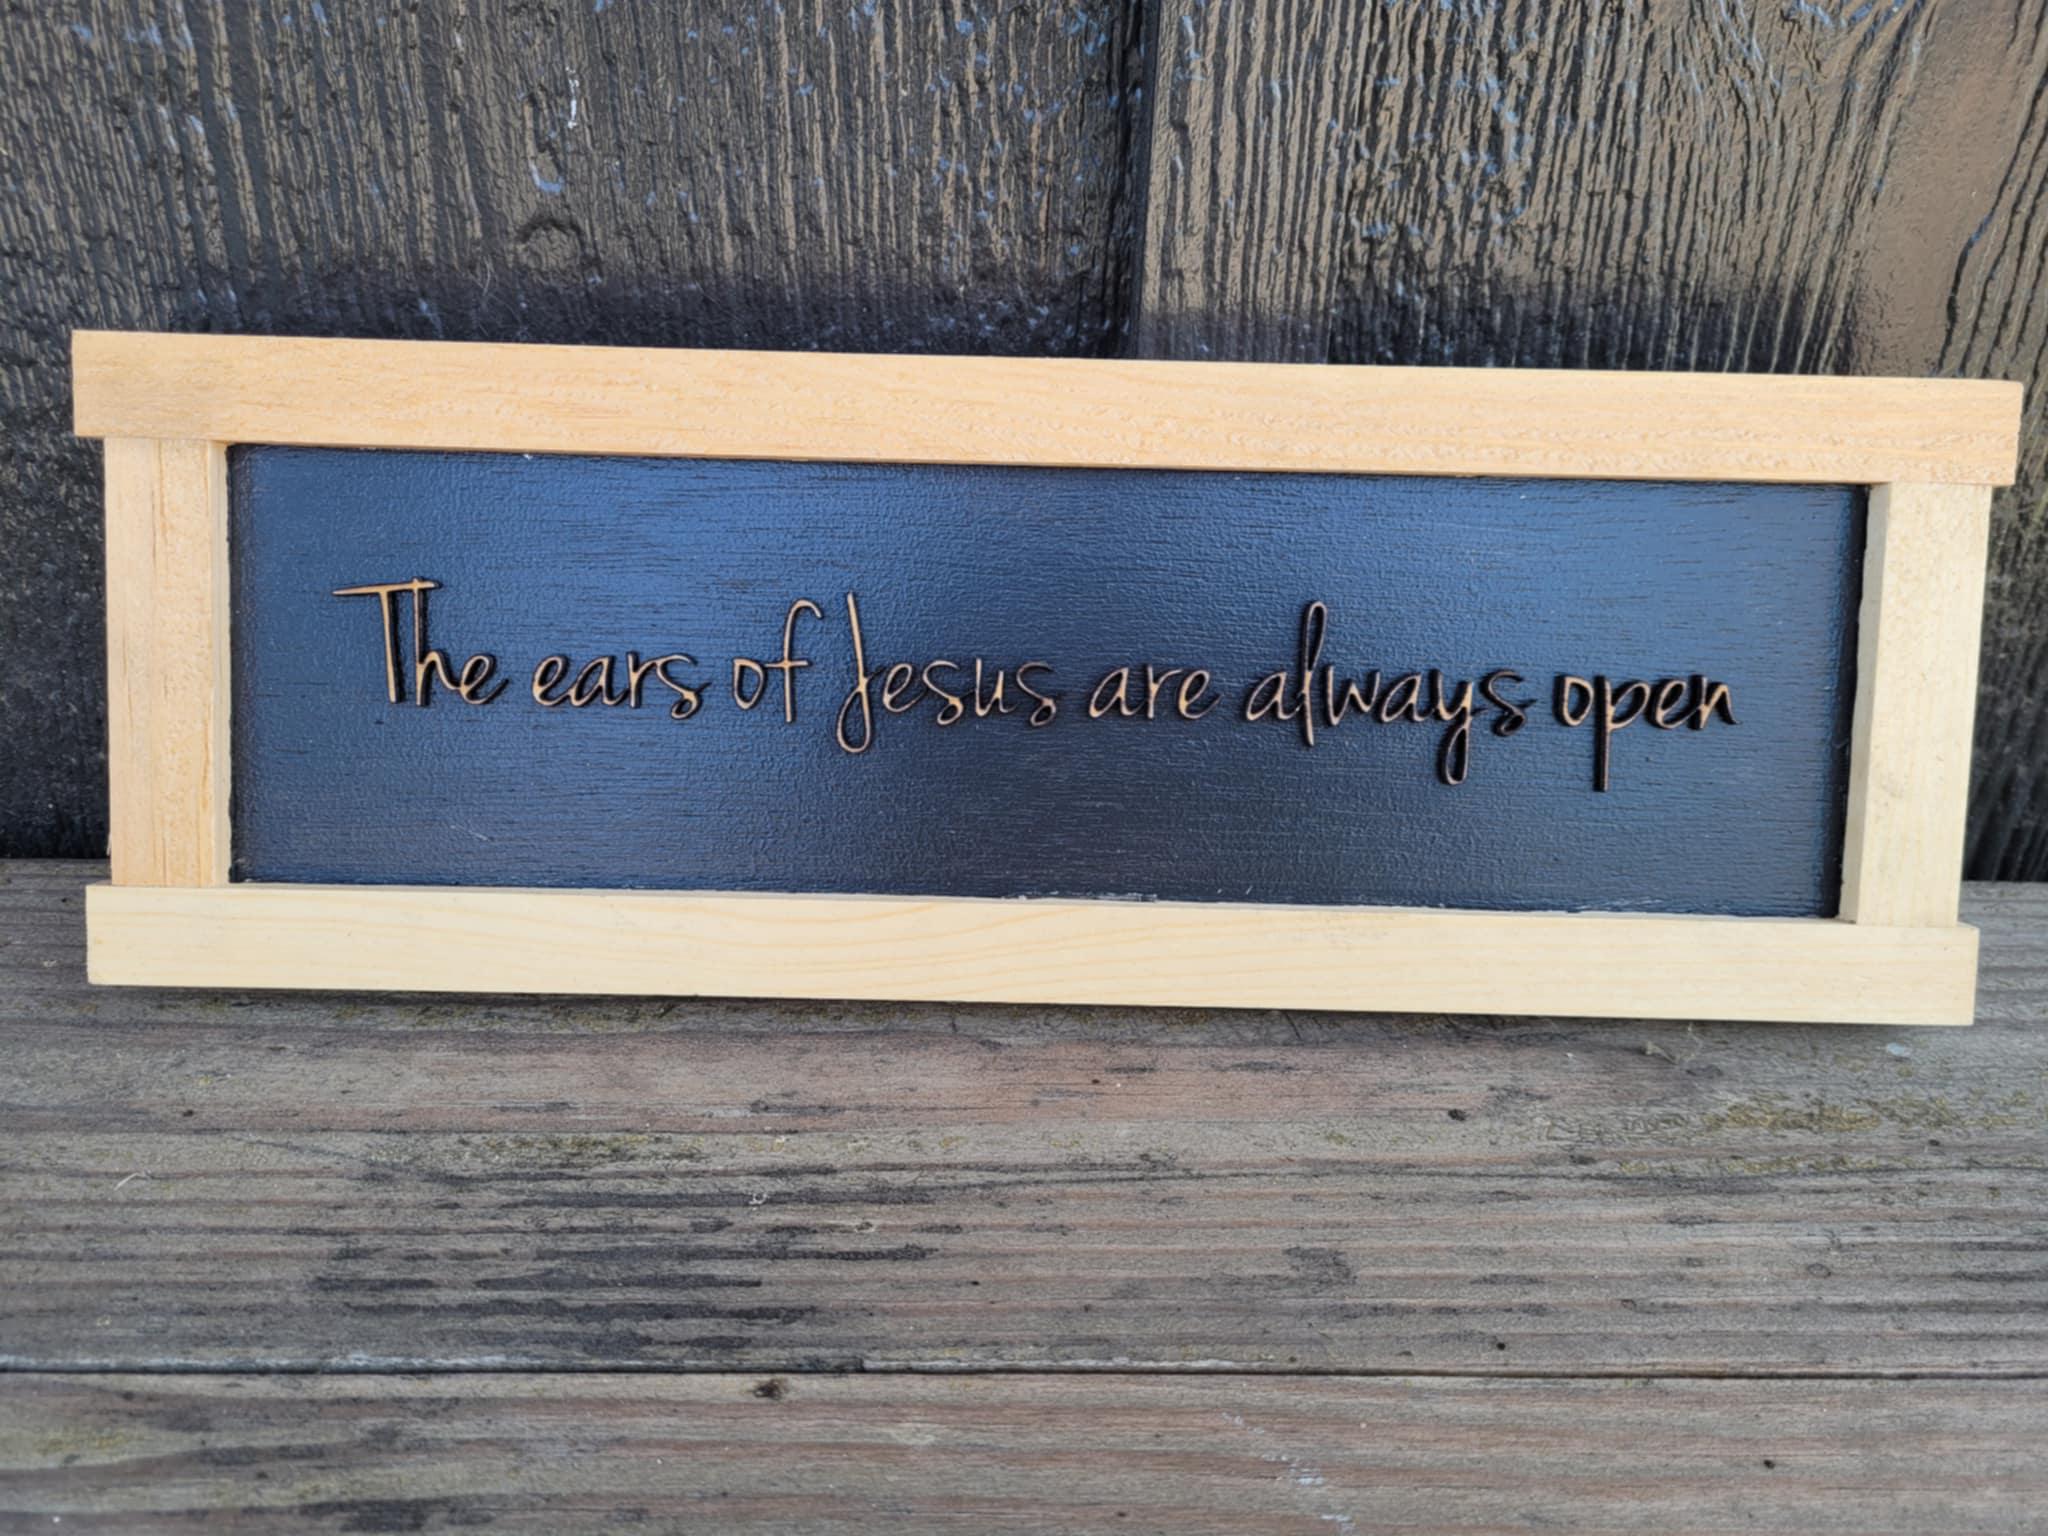 The ears of Jesus are always open